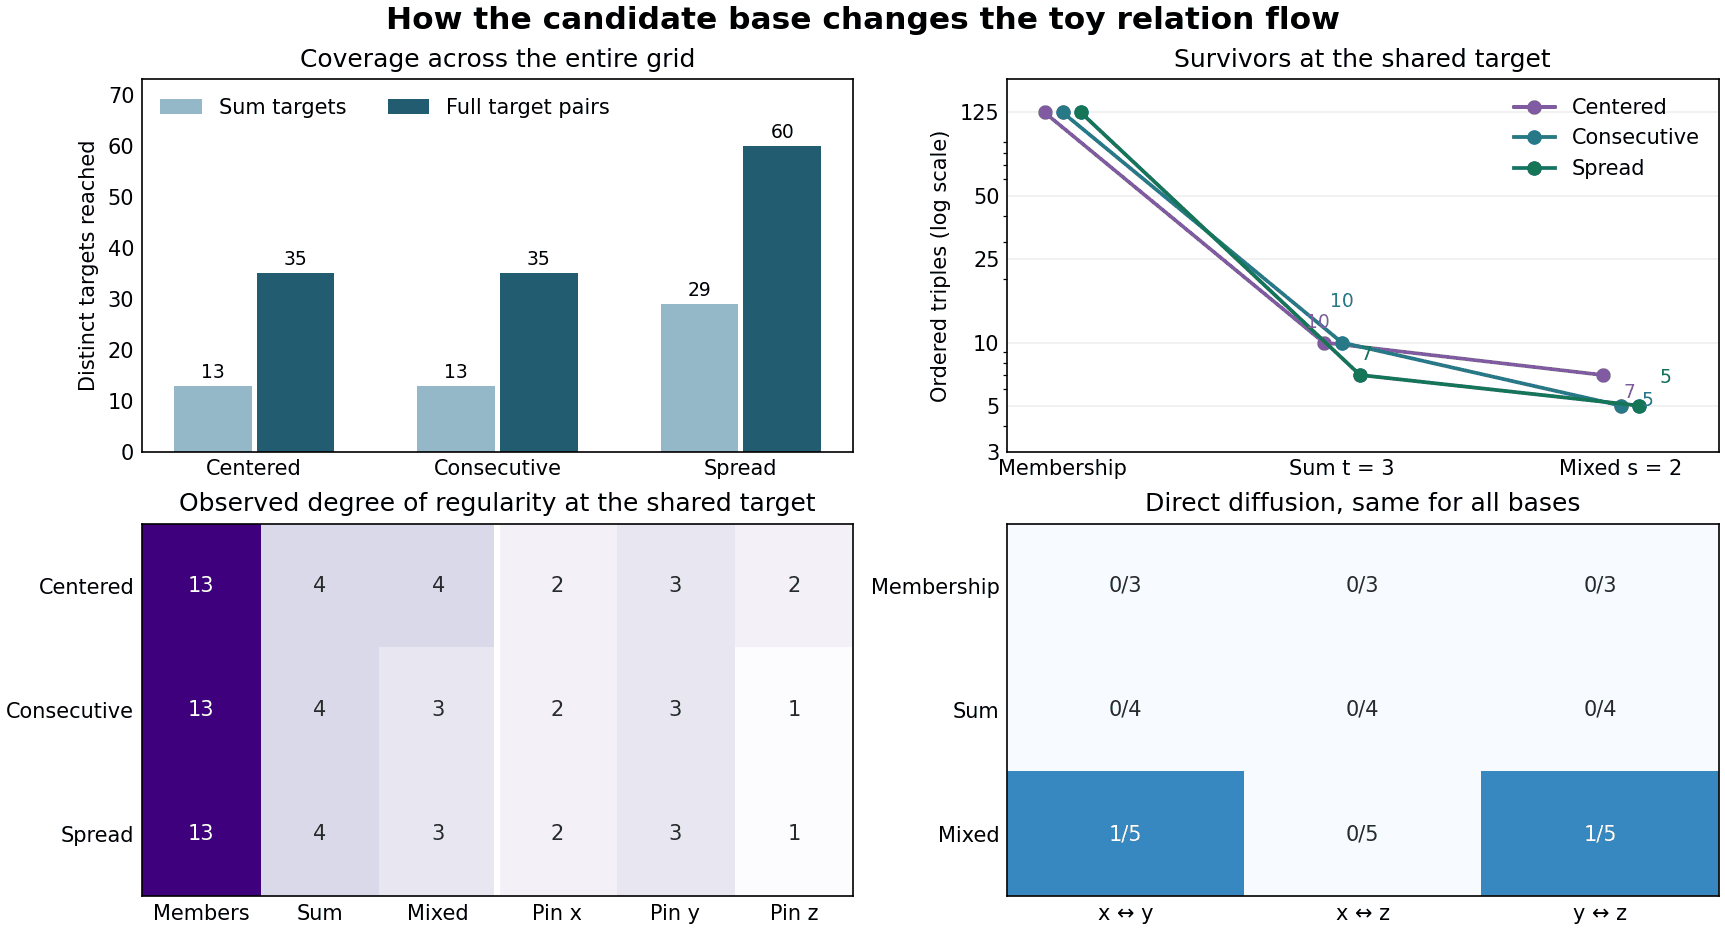 How the candidate base changes the toy relation flow
Coverage across the entire grid
Distinct targets reached
70
60
50
40
30
20
10
0
Sum targets
Full target pairs
13
35
13
35
29
60
Centered
Consecutive
Spread
Survivors at the shared target
Ordered triples (log scale)
125
50
25
10
5
3
Centered
Consecutive
Spread
10
10
7
7
5
5
Membership
Sum t = 3
Mixed s = 2
Observed degree of regularity at the shared target
Centered
13 4 4 2 3 2
Consecutive
13 4 3 2 3 1
Spread
13 4 3 2 3 1
Members
Sum
Mixed
Pin x
Pin y
Pin z
Direct diffusion, same for all bases
Membership
0/3 0/3 0/3
Sum
0/4 0/4 0/4
Mixed
1/5 0/5 1/5
x ↔ y
x ↔ z
y ↔ z